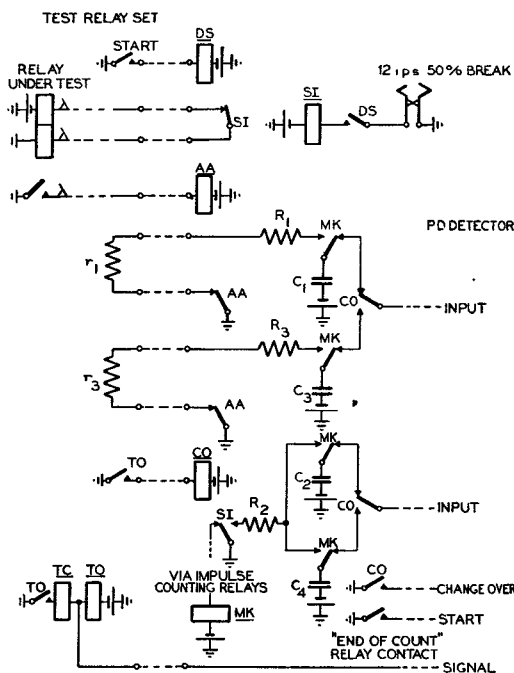 TEST RELAY SET
START
DS
RELAY
UNDER TEST
λ
λ
SI
SI
DS
12 ips 50% BREAK
λ
AA
R1
MK
PD DETECTOR
r1
C1
AA
CO
INPUT
R3
MK
r3
C3
AA
TO
CO
MK
C2
CO
INPUT
SI
R2
MK
C4
VIA IMPULSE
COUNTING RELAYS
MK
CO
CHANGE OVER
START
"END OF COUNT"
RELAY CONTACT
TO
TC
TO
SIGNAL